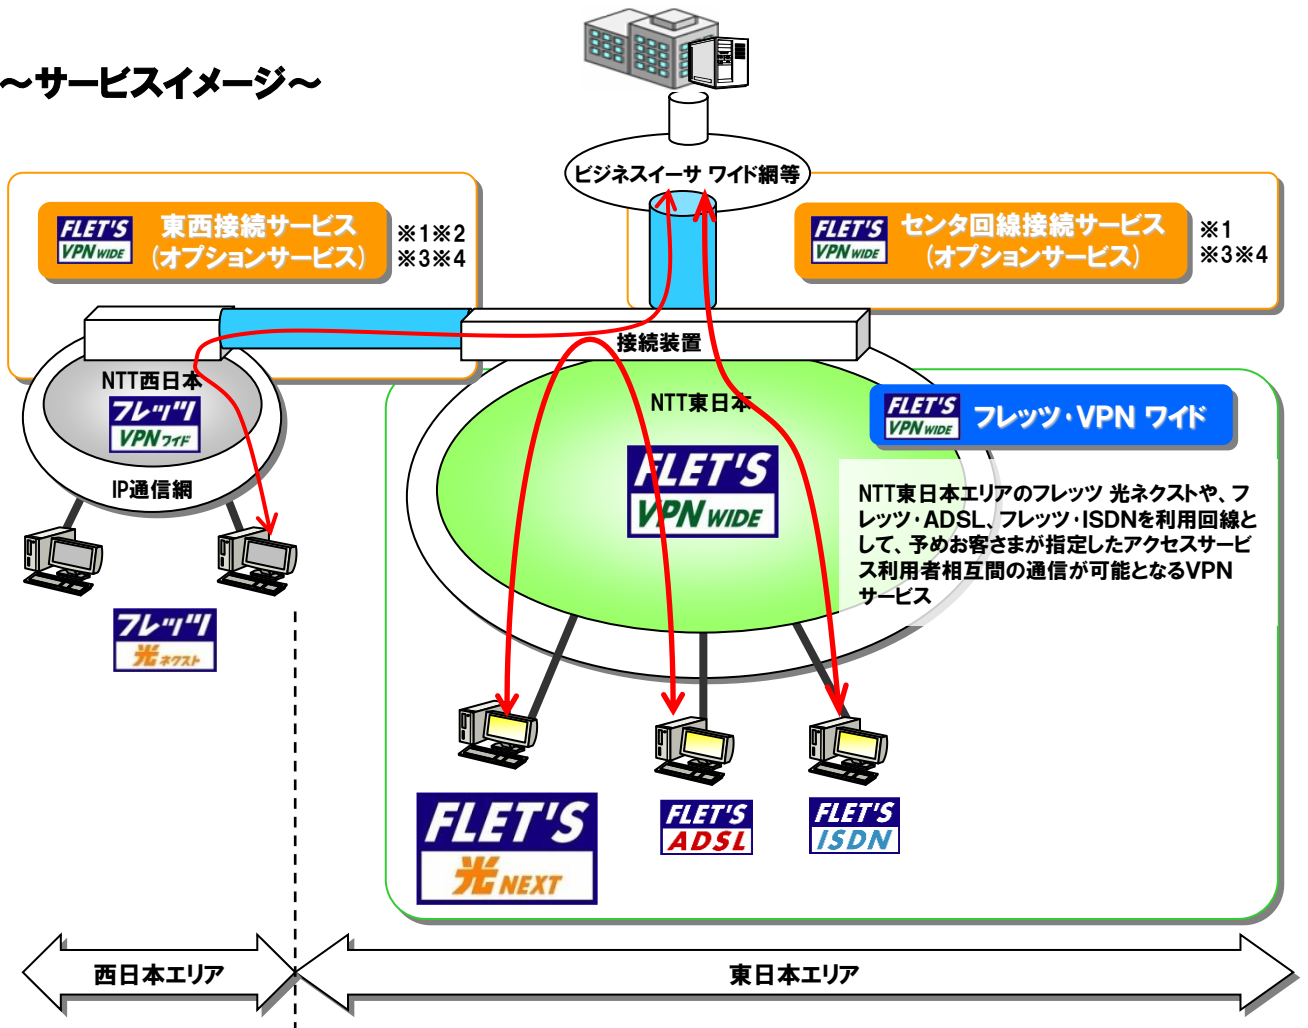 ～サービスイメージ～
ビジネスイーサ ワイド網等
FLET'S
VPN WIDE
東西接続サービス
(オプションサービス)
※1※2
※3※4
FLET'S
VPN WIDE
センタ回線接続サービス
(オプションサービス)
※1
※3※4
接続装置
NTT西日本
フレッツ
VPNワイド
IP通信網
NTT東日本
FLET'S
VPN WIDE
FLET'S
VPN WIDE
フレッツ・VPN ワイド
NTT東日本エリアのフレッツ 光ネクストや、フ
レッツ・ADSL、フレッツ・ISDNを利用回線と
して、予めお客さまが指定したアクセスサービ
ス利用者相互間の通信が可能となるVPN
サービス
フレッツ
光ネクスト
FLET'S
光NEXT
FLET'S
ADSL
FLET'S
ISDN
西日本エリア
東日本エリア